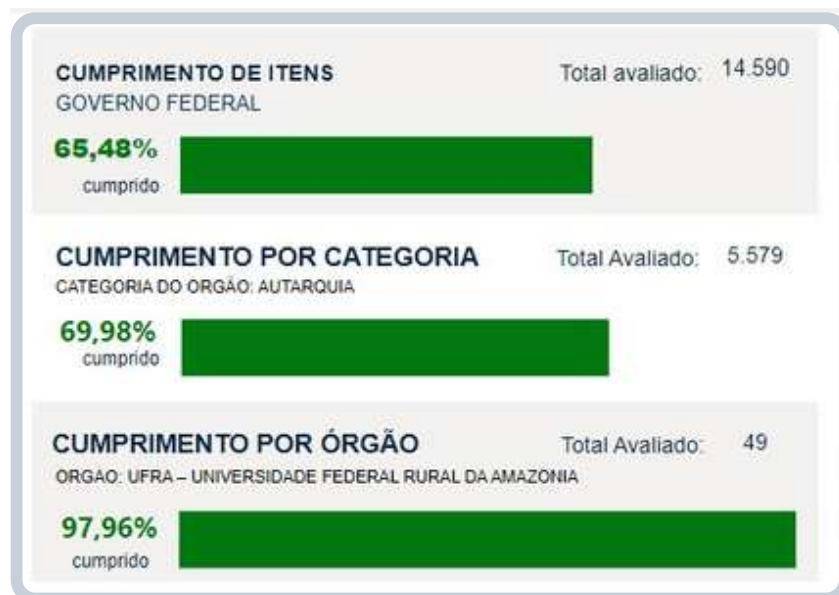 CUMPRIMENTO DE ITENS Total avaliado: 14.590
GOVERNO FEDERAL
65,48%
cumprido
CUMPRIMENTO POR CATEGORIA Total Avaliado: 5.579
CATEGORIA DO ORGÃO: AUTARQUIA
69,98%
cumprido
CUMPRIMENTO POR ÓRGÃO Total Avaliado: 49
ORGAO: UFRA – UNIVERSIDADE FEDERAL RURAL DA AMAZONIA
97,96%
cumprido